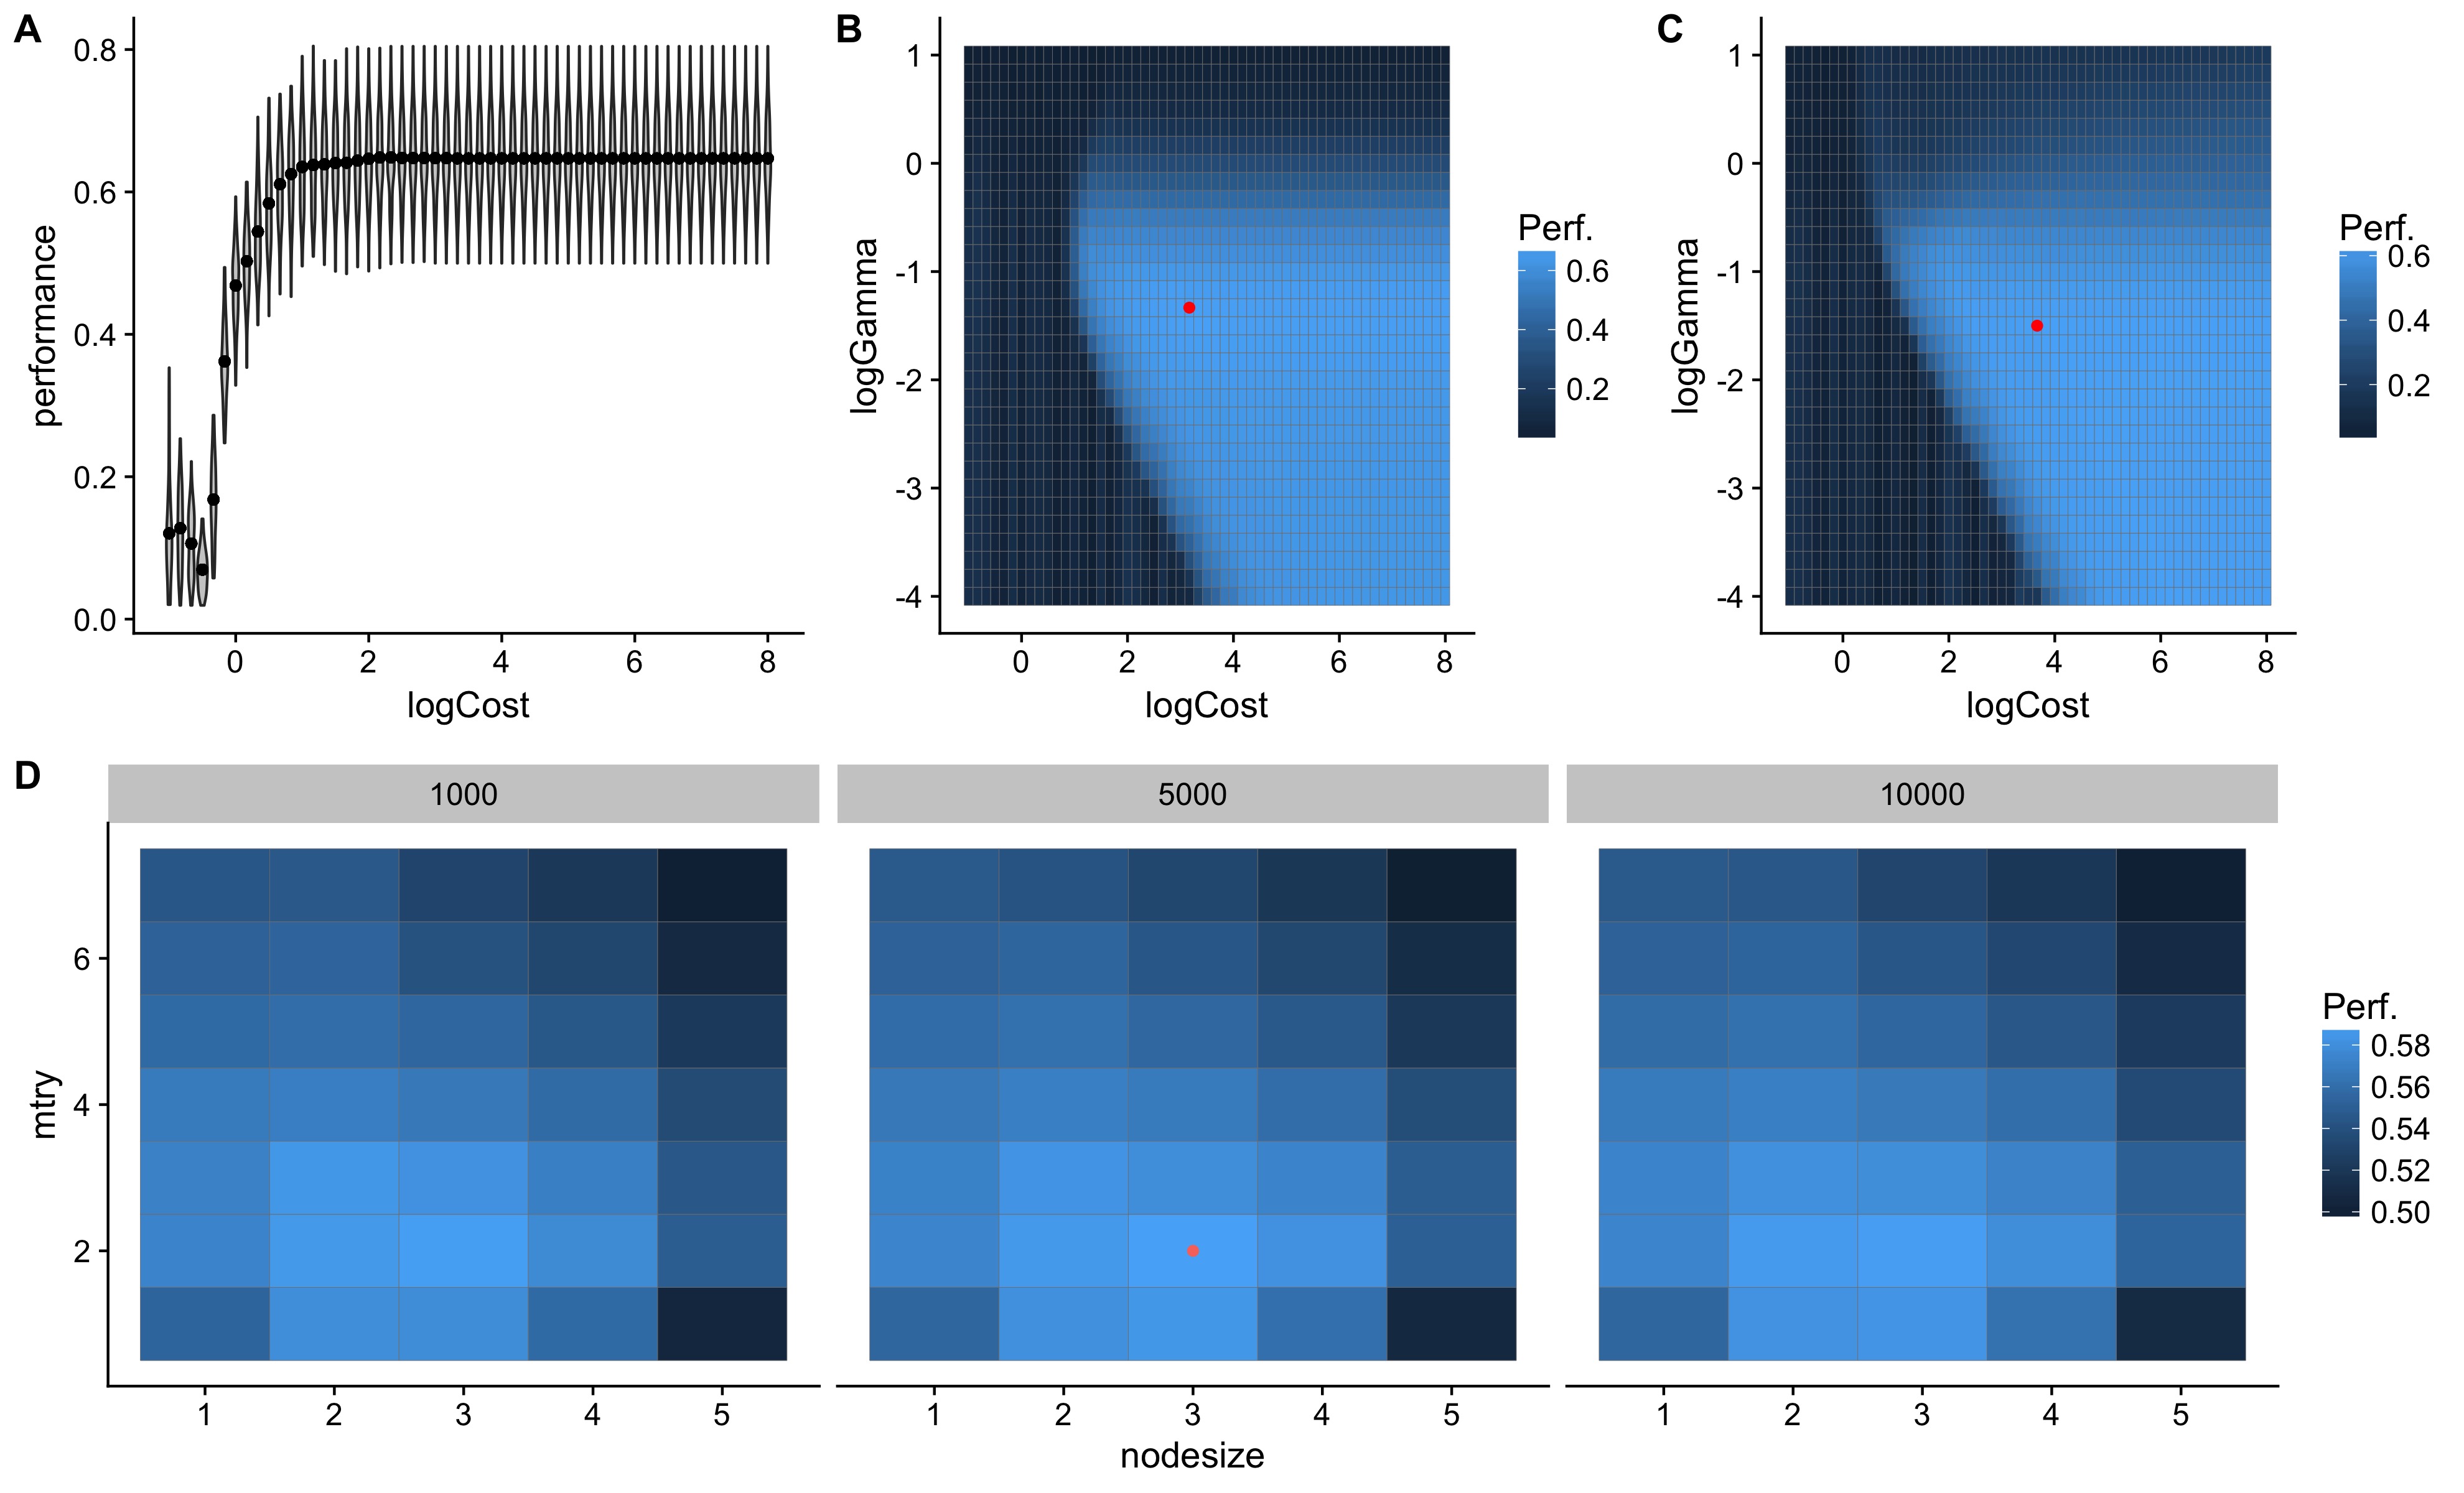 A
performance
0.8
0.6
0.4
0.2
0.0
0 2 4 6 8
logCost
B
logGamma
1
0
-1
-2
-3
-4
0 2 4 6 8
logCost
Perf.
0.6
0.4
0.2
C
logGamma
1
0
-1
-2
-3
-4
0 2 4 6 8
logCost
Perf.
0.6
0.4
0.2
D
1000 5000 10000
mtry
6
4
2
1 2 3 4 5 1 2 3 4 5 1 2 3 4 5
nodesize
Perf.
0.58
0.56
0.54
0.52
0.50